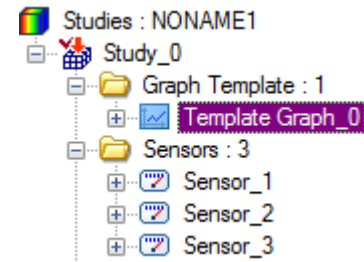 Studies : NONAME1
Study_0
Graph Template : 1
Template Graph_0
Sensors : 3
Sensor_1
Sensor_2
Sensor_3